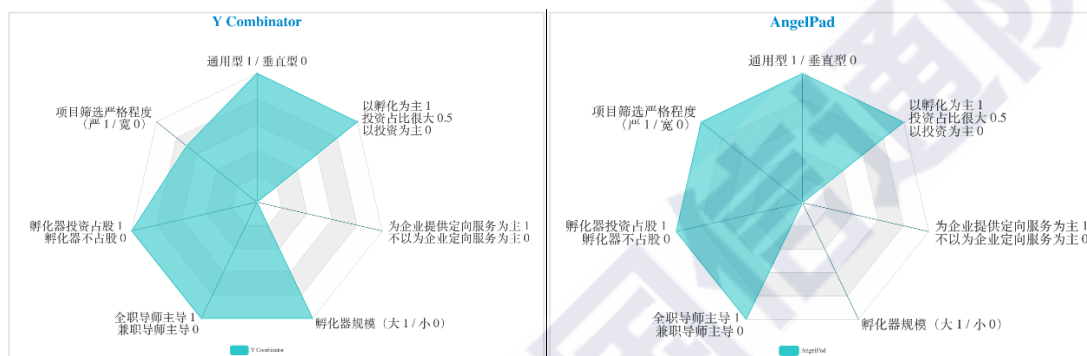 Y Combinator
通用型 1 / 垂直型 0
项目筛选严格程度
（严 1 / 宽 0）
以孵化为主 1
投资占比很大 0.5
以投资为主 0
孵化器投资占股 1
孵化器不占股 0
为企业提供定向服务为主 1
不以为企业定向服务为主 0
全职导师主导 1
兼职导师主导 0
孵化器规模（大 1 / 小 0）
Y Combinator
AngelPad
通用型 1 / 垂直型 0
项目筛选严格程度
（严 1 / 宽 0）
以孵化为主 1
投资占比很大 0.5
以投资为主 0
孵化器投资占股 1
孵化器不占股 0
为企业提供定向服务为主 1
不以为企业定向服务为主 0
全职导师主导 1
兼职导师主导 0
孵化器规模（大 1 / 小 0）
AngelPad